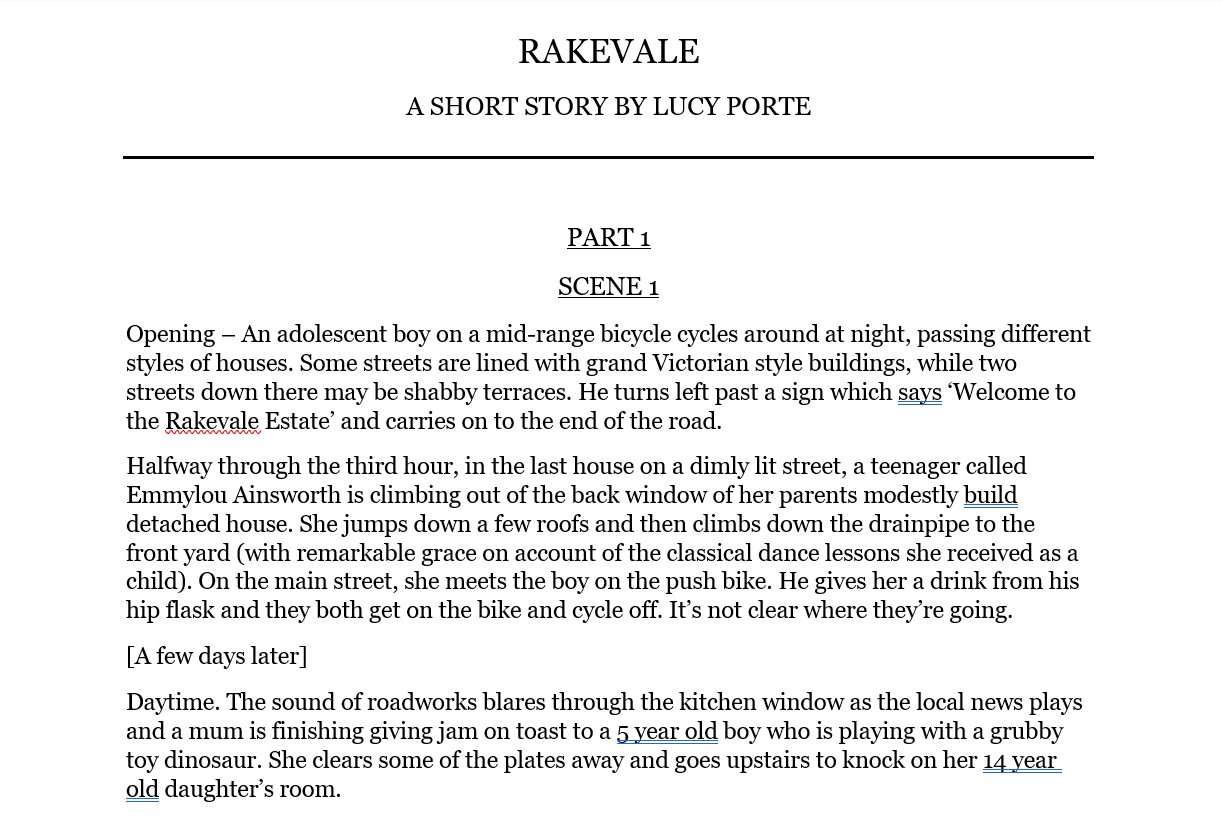 RAKEVALE
A SHORT STORY BY LUCY PORTE
PART 1
SCENE 1
Opening – An adolescent boy on a mid-range bicycle cycles around at night, passing different
styles of houses. Some streets are lined with grand Victorian style buildings, while two
streets down there may be shabby terraces. He turns left past a sign which says ‘Welcome to
the Rakevale Estate’ and carries on to the end of the road.
Halfway through the third hour, in the last house on a dimly lit street, a teenager called
Emmylou Ainsworth is climbing out of the back window of her parents modestly build
detached house. She jumps down a few roofs and then climbs down the drainpipe to the
front yard (with remarkable grace on account of the classical dance lessons she received as a
child). On the main street, she meets the boy on the push bike. He gives her a drink from his
hip flask and they both get on the bike and cycle off. It’s not clear where they’re going.
[A few days later]
Daytime. The sound of roadworks blares through the kitchen window as the local news plays
and a mum is finishing giving jam on toast to a 5 year old boy who is playing with a grubby
toy dinosaur. She clears some of the plates away and goes upstairs to knock on her 14 year
old daughter’s room.